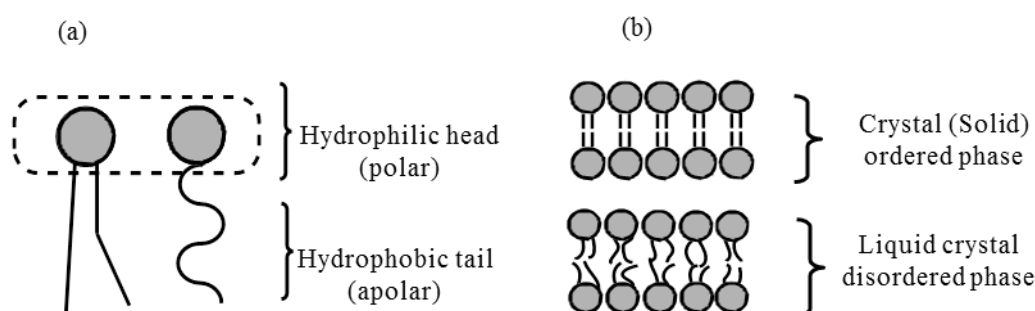 (a)
Hydrophilic head
(polar)
Hydrophobic tail
(apolar)
(b)
Crystal (Solid)
ordered phase
Liquid crystal
disordered phase